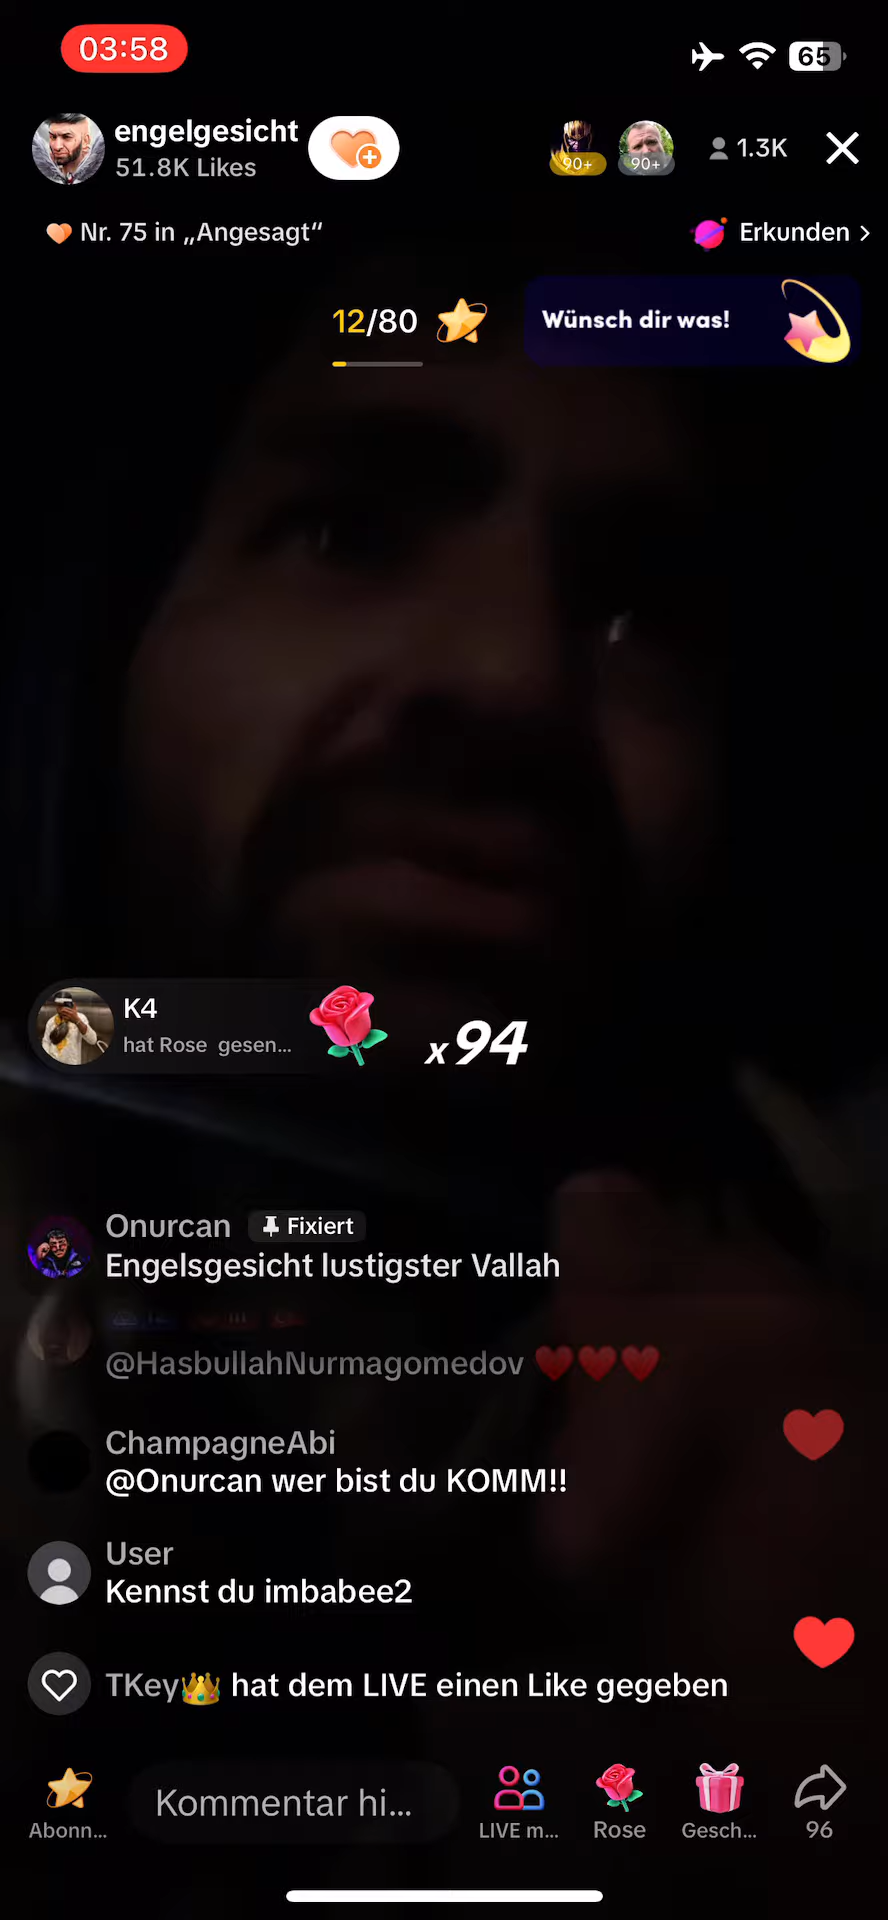 03:58
65
engelgesicht
51.8K Likes
90+
90+
1.3K
Nr. 75 in „Angesagt“
Erkunden >
12/80
Wünsch dir was!
K4
hat Rose gesen...
x94
Onurcan
Fixiert
Engelsgesicht lustigster Vallah
@HasbullahNurmagomedov ❤️❤️❤️
ChampagneAbi
@Onurcan wer bist du KOMM!!
User
Kennst du imbabee2
TKey👑 hat dem LIVE einen Like gegeben
Kommentar hi...
Abonn...
LIVE m...
Rose
Gesch...
96